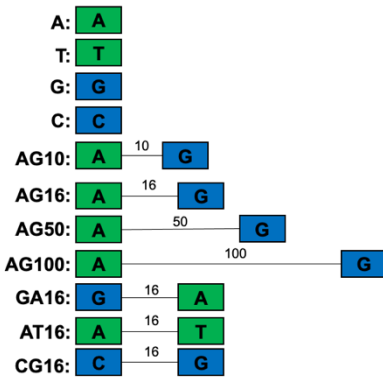 A: A
T: T
G: G
C: C
AG10: A 10 G
AG16: A 16 G
AG50: A 50 G
AG100: A 100 G
GA16: G 16 A
AT16: A 16 T
CG16: C 16 G